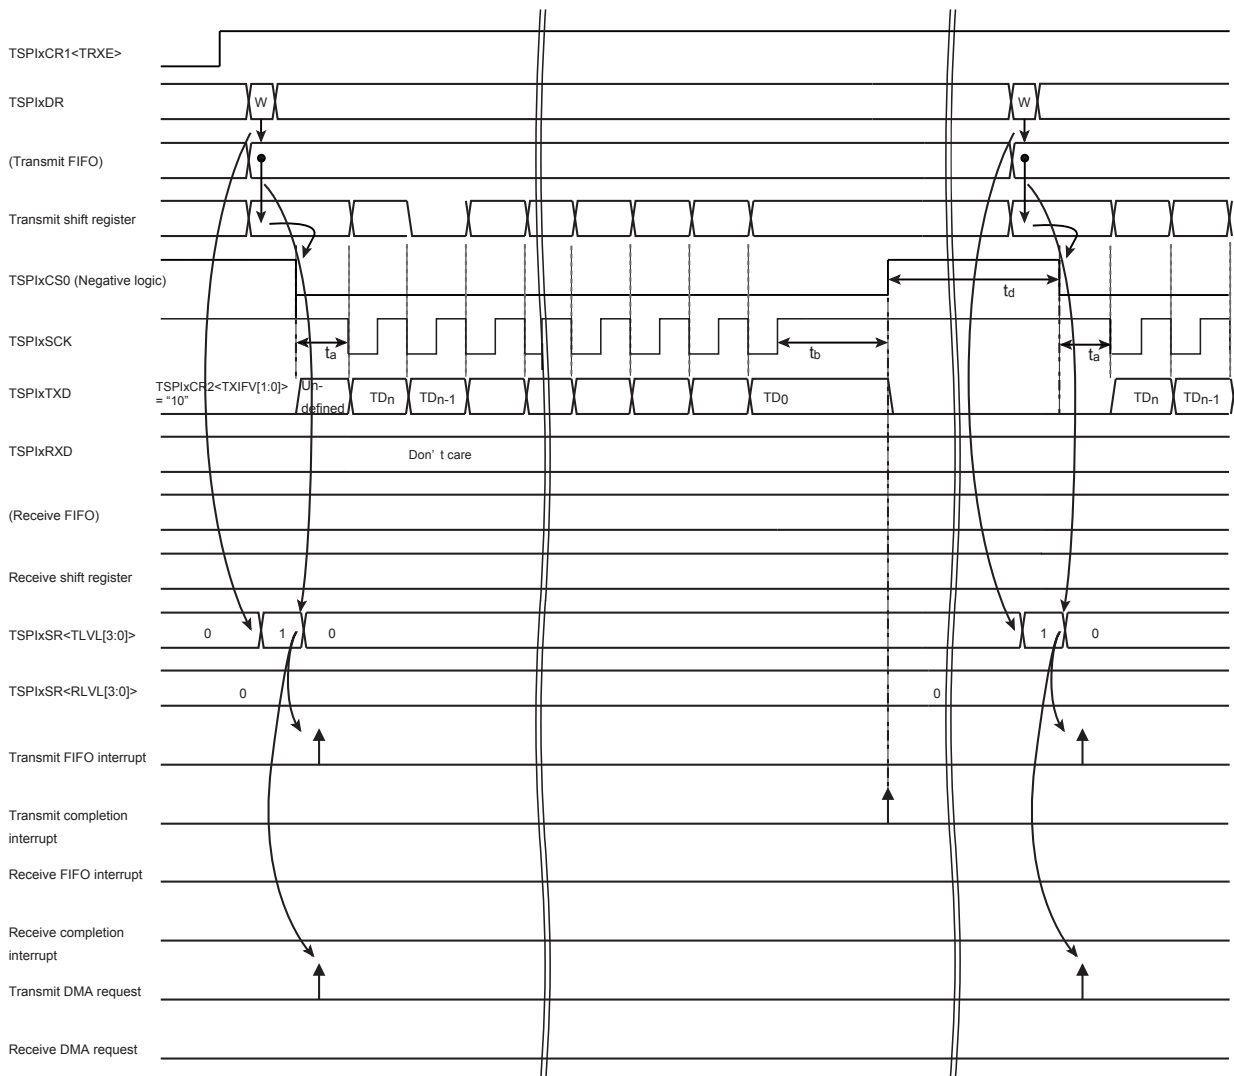 TSPIxCR1<TRXE>
TSPIxDR
W
W
(Transmit FIFO)
Transmit shift register
TSPIxCS0 (Negative logic)
td
TSPIxSCK
ta
tb
ta
TSPIxTXD
TSPIxCR2<TXIFV[1:0]>
= “10”
Un-
defined
TDn
TDn-1
TD0
TDn
TDn-1
TSPIxRXD
Don’ t care
(Receive FIFO)
Receive shift register
TSPIxSR<TLVL[3:0]>
0
1
0
1
0
TSPIxSR<RLVL[3:0]>
0
0
Transmit FIFO interrupt
Transmit completion
interrupt
Receive FIFO interrupt
Receive completion
interrupt
Transmit DMA request
Receive DMA request